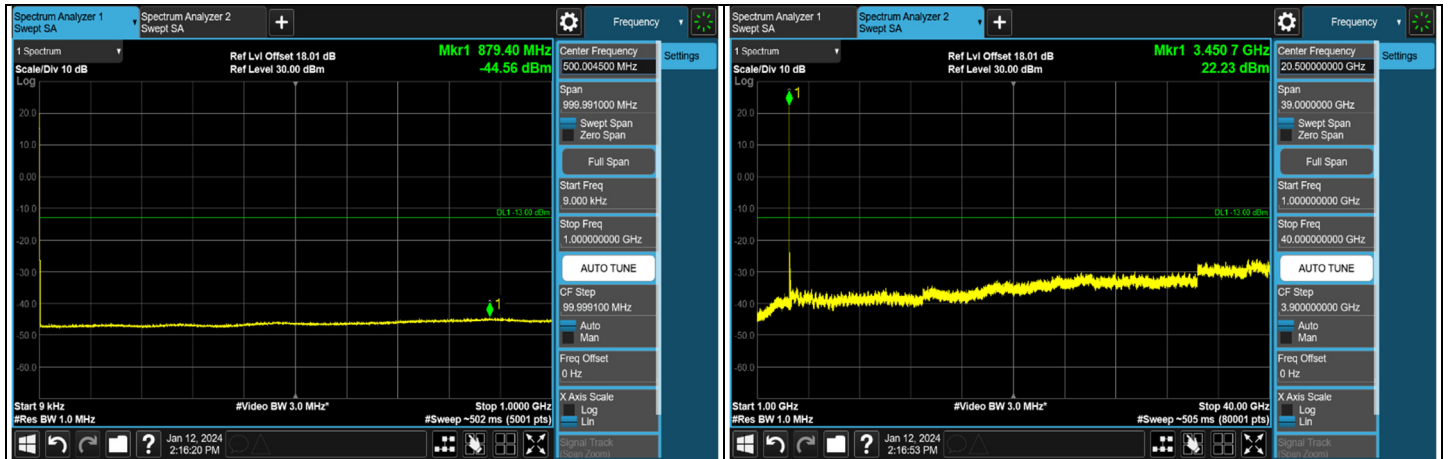 Spectrum Analyzer 1
Swept SA
Spectrum Analyzer 2
Swept SA
Frequency
1 Spectrum
Scale/Div 10 dB
Log
Ref Lvl Offset 18.01 dB
Ref Level 30.00 dBm
Mkr1 879.40 MHz
-44.56 dBm
20.0
10.0
0.00
-10.0
-20.0
-30.0
-40.0
-50.0
-60.0
DL1 -13.00 dBm
1
Start 9 kHz
#Res BW 1.0 MHz
#Video BW 3.0 MHz*
Stop 1.0000 GHz
#Sweep ~502 ms (5001 pts)
Center Frequency
500.004500 MHz
Settings
Span
999.991000 MHz
Swept Span
Zero Span
Full Span
Start Freq
9.000 kHz
Stop Freq
1.000000000 GHz
AUTO TUNE
CF Step
99.999100 MHz
Auto
Man
Freq Offset
0 Hz
X Axis Scale
Log
Lin
Signal Track
(Span Zoom)
?
Jan 12, 2024
2:16:20 PM
Spectrum Analyzer 1
Swept SA
Spectrum Analyzer 2
Swept SA
Frequency
1 Spectrum
Scale/Div 10 dB
Log
Ref Lvl Offset 18.01 dB
Ref Level 30.00 dBm
Mkr1 3.450 7 GHz
22.23 dBm
1
20.0
10.0
0.00
-10.0
-20.0
-30.0
-40.0
-50.0
-60.0
DL1 -13.00 dBm
Start 1.00 GHz
#Res BW 1.0 MHz
#Video BW 3.0 MHz*
Stop 40.00 GHz
#Sweep ~505 ms (80001 pts)
Center Frequency
20.500000000 GHz
Settings
Span
39.0000000 GHz
Swept Span
Zero Span
Full Span
Start Freq
1.000000000 GHz
Stop Freq
40.000000000 GHz
AUTO TUNE
CF Step
3.900000000 GHz
Auto
Man
Freq Offset
0 Hz
X Axis Scale
Log
Lin
Signal Track
(Span Zoom)
?
Jan 12, 2024
2:16:53 PM